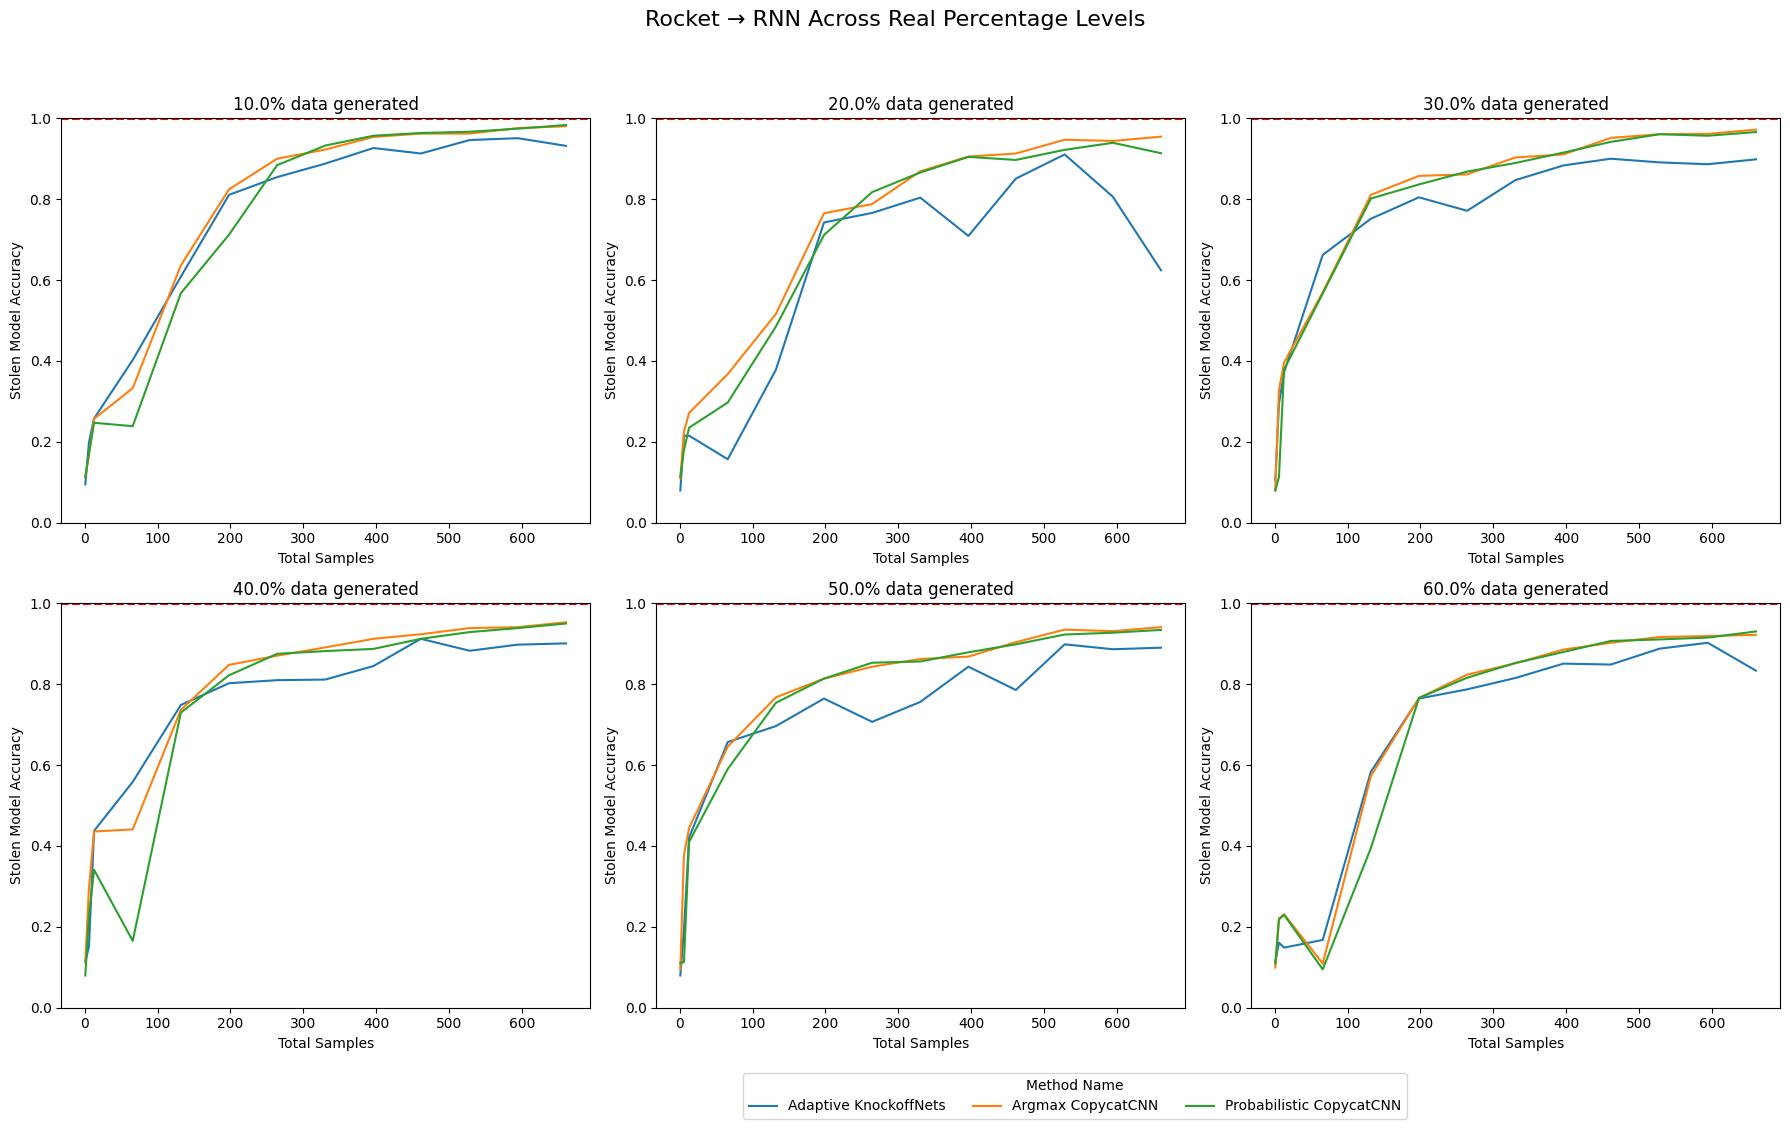 Rocket → RNN Across Real Percentage Levels
10.0% data generated
Stolen Model Accuracy
1.0
0.8
0.6
0.4
0.2
0.0
0 100 200 300 400 500 600
Total Samples
20.0% data generated
Stolen Model Accuracy
1.0
0.8
0.6
0.4
0.2
0.0
0 100 200 300 400 500 600
Total Samples
30.0% data generated
Stolen Model Accuracy
1.0
0.8
0.6
0.4
0.2
0.0
0 100 200 300 400 500 600
Total Samples
40.0% data generated
Stolen Model Accuracy
1.0
0.8
0.6
0.4
0.2
0.0
0 100 200 300 400 500 600
Total Samples
50.0% data generated
Stolen Model Accuracy
1.0
0.8
0.6
0.4
0.2
0.0
0 100 200 300 400 500 600
Total Samples
60.0% data generated
Stolen Model Accuracy
1.0
0.8
0.6
0.4
0.2
0.0
0 100 200 300 400 500 600
Total Samples
Method Name
Adaptive KnockoffNets Argmax CopycatCNN Probabilistic CopycatCNN